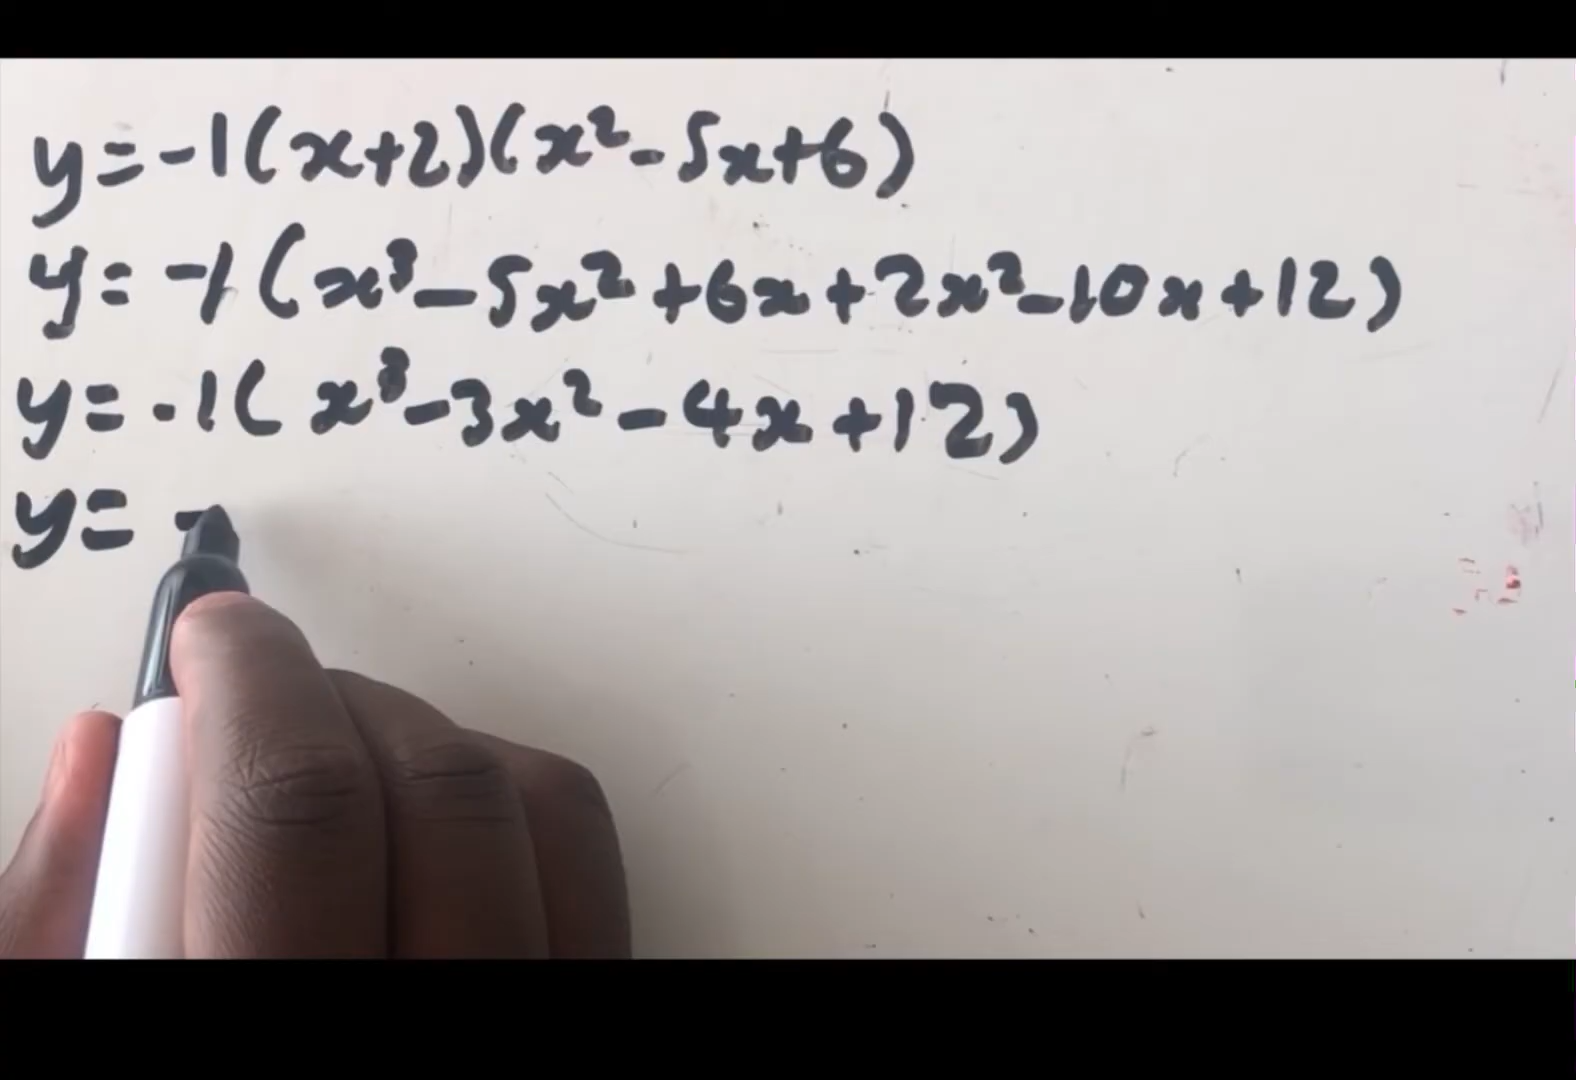 y=-1(x+2)(x²-5x+6)
y=-1(x³-5x²+6x+2x²-10x+12)
y=-1(x³-3x²-4x+12)
y=-